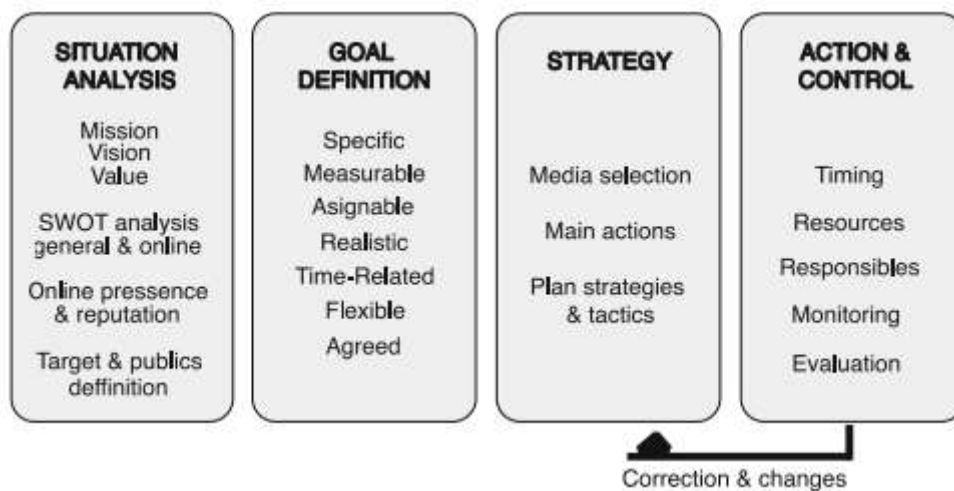 SITUATION
ANALYSIS
Mission
Vision
Value
SWOT analysis
general & online
Online pressence
& reputation
Target & publics
deffinition
GOAL
DEFINITION
Specific
Measurable
Asignable
Realistic
Time-Related
Flexible
Agreed
STRATEGY
Media selection
Main actions
Plan strategies
& tactics
ACTION &
CONTROL
Timing
Resources
Responsibles
Monitoring
Evaluation
Correction & changes